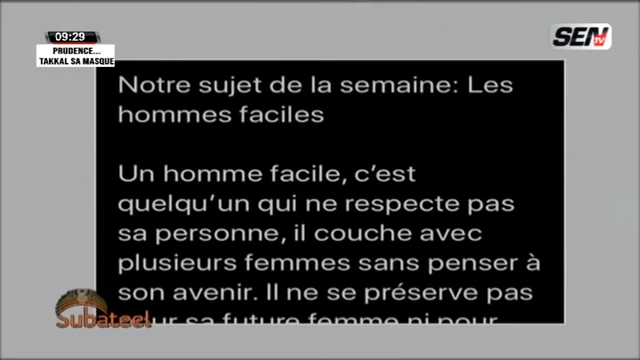 09:29
PRUDENCE...
TAKKAL SA MASQUE
SEN TV
Notre sujet de la semaine: Les
hommes faciles
Un homme facile, c'est
quelqu'un qui ne respecte pas
sa personne, il couche avec
plusieurs femmes sans penser à
son avenir. Il ne se préserve pas
sa future femme ni pour
Subateel